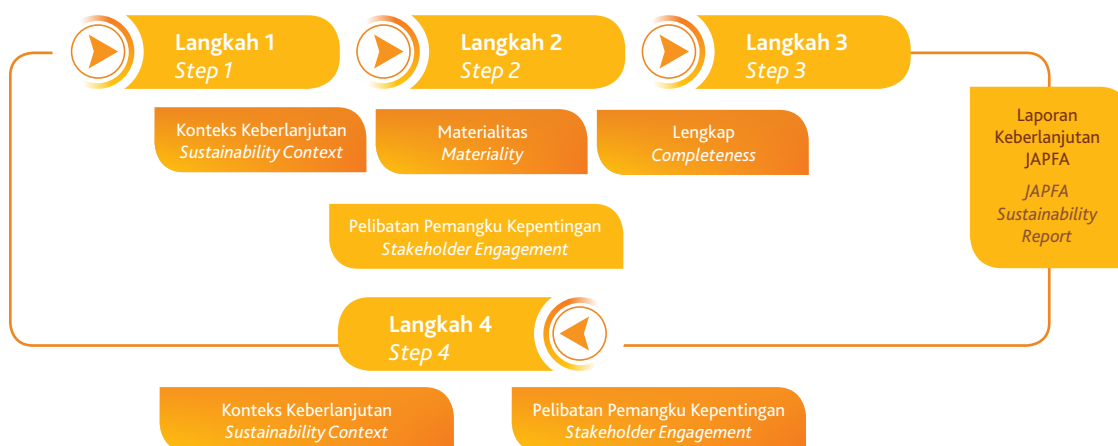 Langkah 1
Step 1
Langkah 2
Step 2
Langkah 3
Step 3
Konteks Keberlanjutan
Sustainability Context
Materialitas
Materiality
Lengkap
Completeness
Laporan
Keberlanjutan
JAPFA
JAPFA
Sustainability
Report
Pelibatan Pemangku Kepentingan
Stakeholder Engagement
Langkah 4
Step 4
Konteks Keberlanjutan
Sustainability Context
Pelibatan Pemangku Kepentingan
Stakeholder Engagement